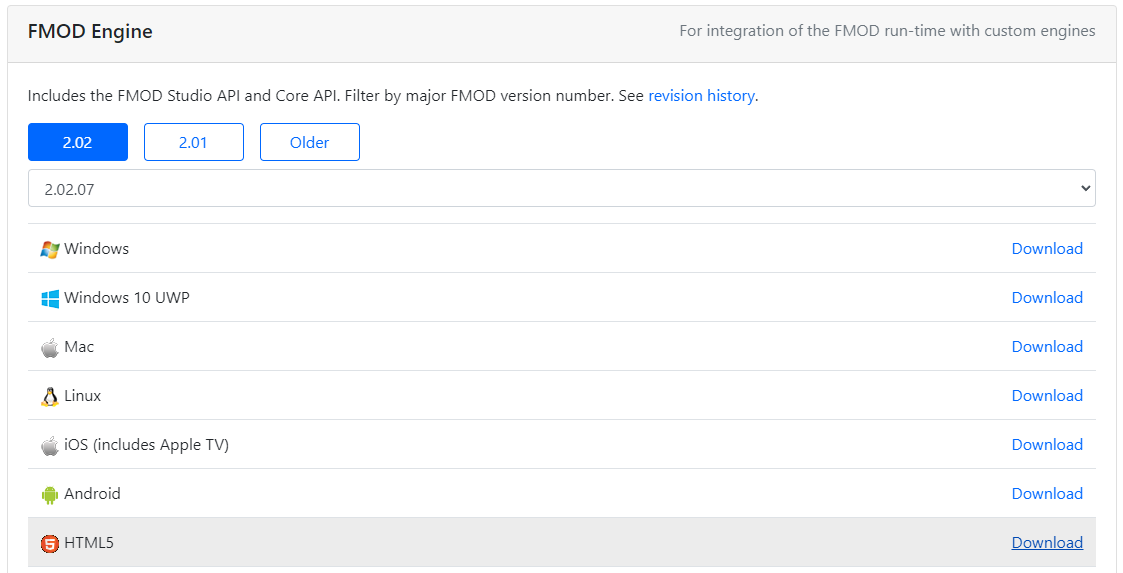 FMOD Engine
For integration of the FMOD run-time with custom engines
Includes the FMOD Studio API and Core API. Filter by major FMOD version number. See revision history.
2.02 2.01 Older
2.02.07
Windows Download
Windows 10 UWP Download
Mac Download
Linux Download
iOS (includes Apple TV) Download
Android Download
HTML5 Download